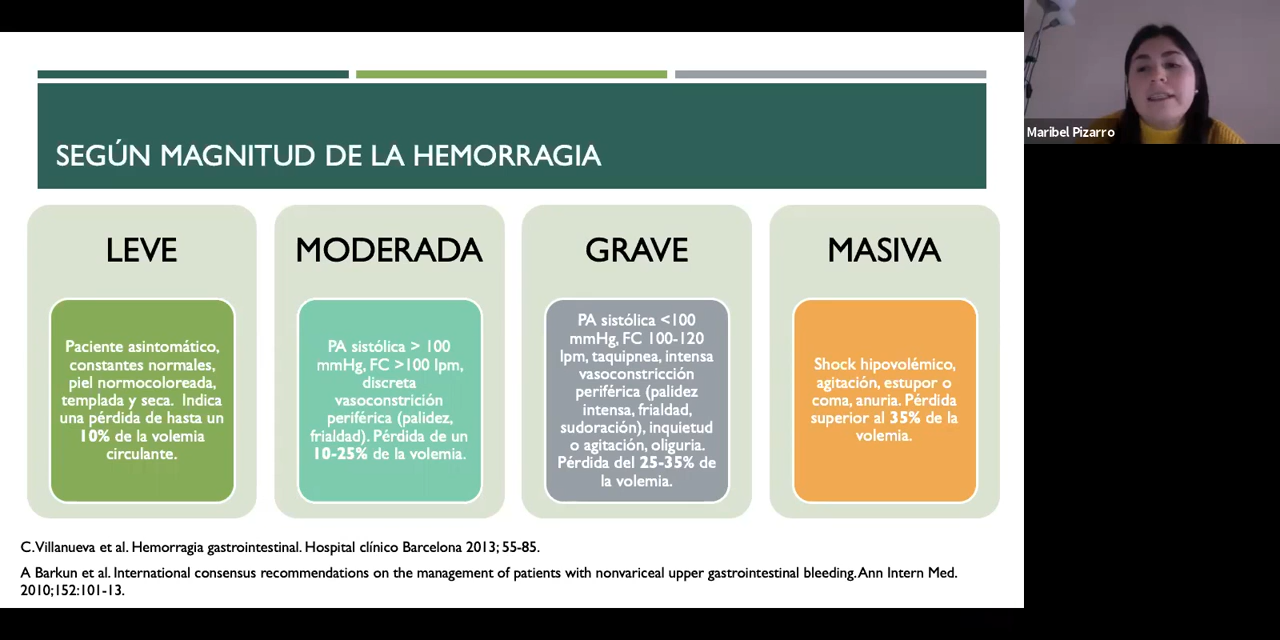 SEGÚN MAGNITUD DE LA HEMORRAGIA
LEVE
Paciente asintomático,
constantes normales,
piel normocoloreada,
templada y seca. Indica
una pérdida de hasta un
10% de la volemia
circulante.
MODERADA
PA sistólica > 100
mmHg, FC >100 lpm,
discreta
vasoconstrición
periférica (palidez,
frialdad). Pérdida de un
10-25% de la volemia.
GRAVE
PA sistólica <100
mmHg, FC 100-120
lpm, taquipnea, intensa
vasoconstricción
periférica (palidez
intensa, frialdad,
sudoración), inquietud
o agitación, oliguria.
Pérdida del 25-35% de
la volemia.
MASIVA
Shock hipovolémico,
agitación, estupor o
coma, anuria. Pérdida
superior al 35% de la
volemia.
C. Villanueva et al. Hemorragia gastrointestinal. Hospital clínico Barcelona 2013; 55-85.
A Barkun et al. International consensus recommendations on the management of patients with nonvariceal upper gastrointestinal bleeding. Ann Intern Med.
2010;152:101-13.
Maribel Pizarro